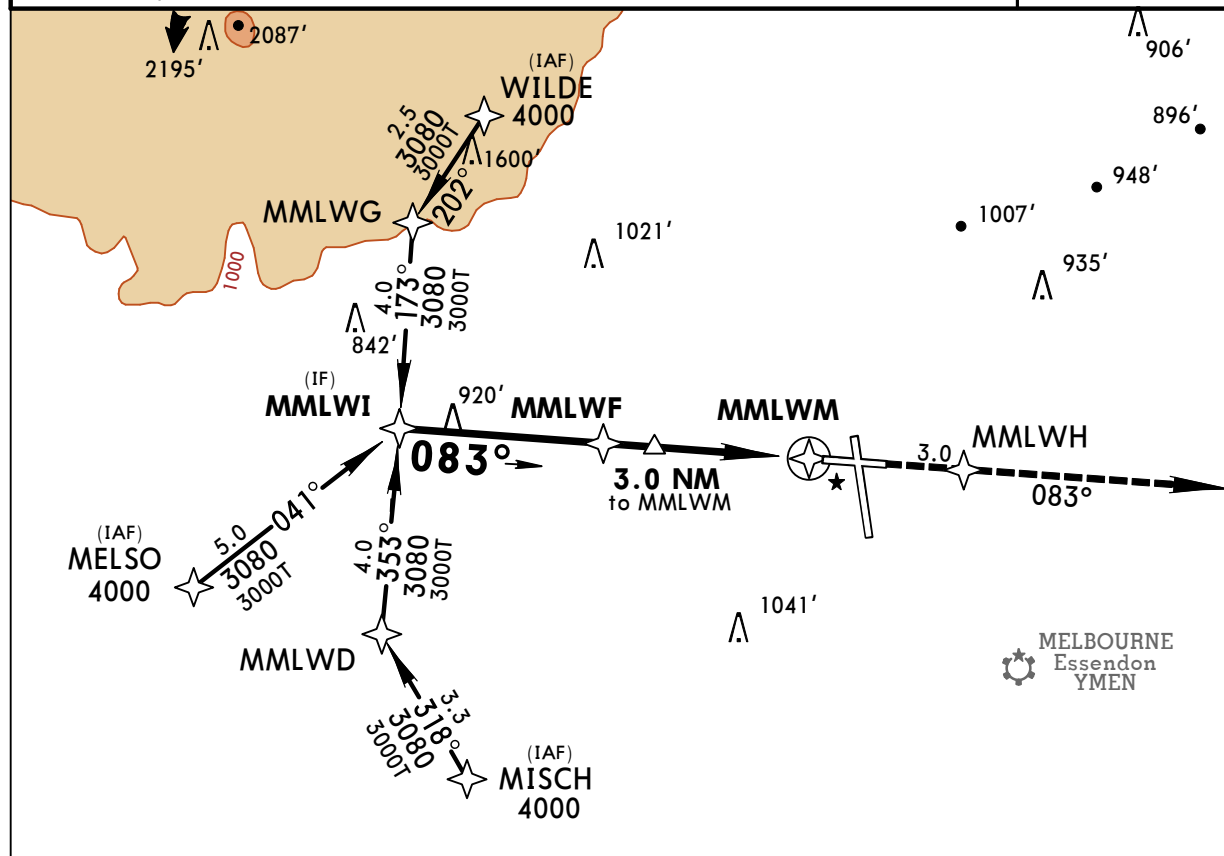 2087'
2195'
906'
(IAF)
WILDE
4000
2.5
3080
3000T
1600'
202°
896'
948'
MMLWG
1007'
1021'
935'
1000
4.0
173°
3080
3000T
842'
(IF)
MMLWI
920'
MMLWF
MMLWM
MMLWH
083°
3.0
3.0 NM
to MMLWM
083°
(IAF)
MELSO
4000
5.0
041°
3080
3000T
4.0
353°
3080
3000T
1041'
MMLWD
MELBOURNE
Essendon
YMEN
3.3
318°
3080
3000T
(IAF)
MISCH
4000